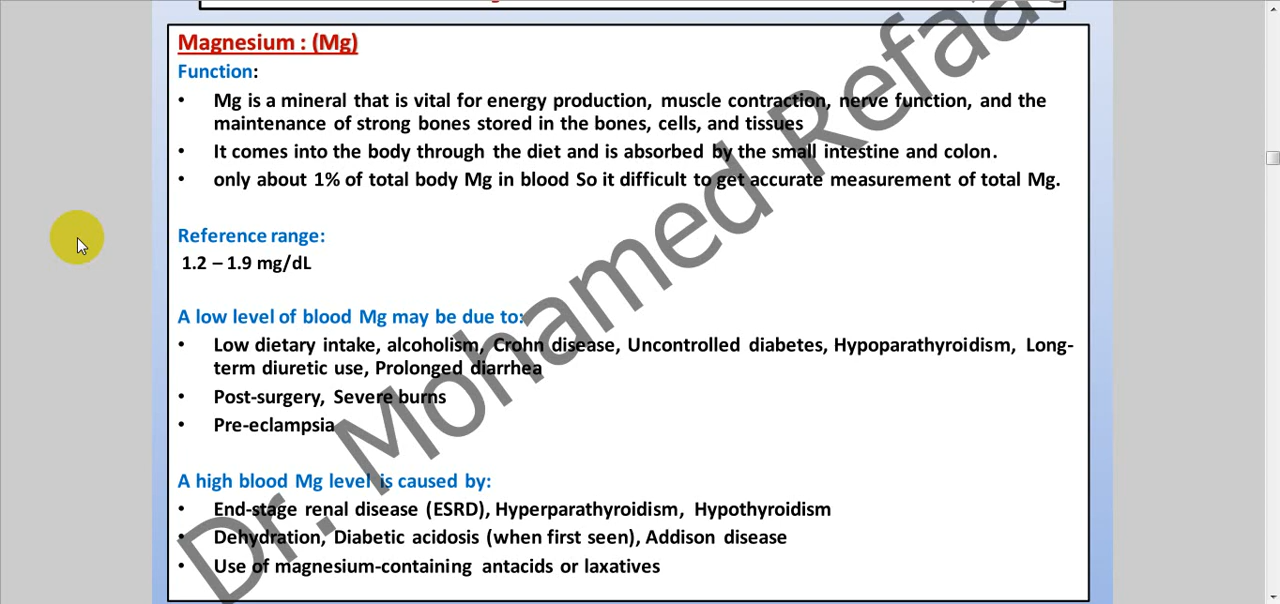 Magnesium : (Mg)
Function:
• Mg is a mineral that is vital for energy production, muscle contraction, nerve function, and the
maintenance of strong bones stored in the bones, cells, and tissues
• It comes into the body through the diet and is absorbed by the small intestine and colon.
• only about 1% of total body Mg in blood So it difficult to get accurate measurement of total Mg.
Reference range:
1.2 – 1.9 mg/dL
A low level of blood Mg may be due to:
• Low dietary intake, alcoholism, Crohn disease, Uncontrolled diabetes, Hypoparathyroidism, Long-
term diuretic use, Prolonged diarrhea
• Post-surgery, Severe burns
• Pre-eclampsia
A high blood Mg level is caused by:
• End-stage renal disease (ESRD), Hyperparathyroidism, Hypothyroidism
• Dehydration, Diabetic acidosis (when first seen), Addison disease
• Use of magnesium-containing antacids or laxatives
Dr. Mohamed Refaat